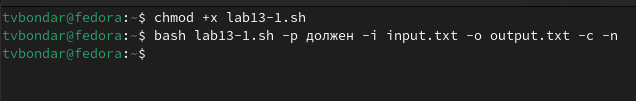 tvbondar@fedora:~$ chmod +x lab13-1.sh
tvbondar@fedora:~$ bash lab13-1.sh -p должен -i input.txt -o output.txt -c -n
tvbondar@fedora:~$